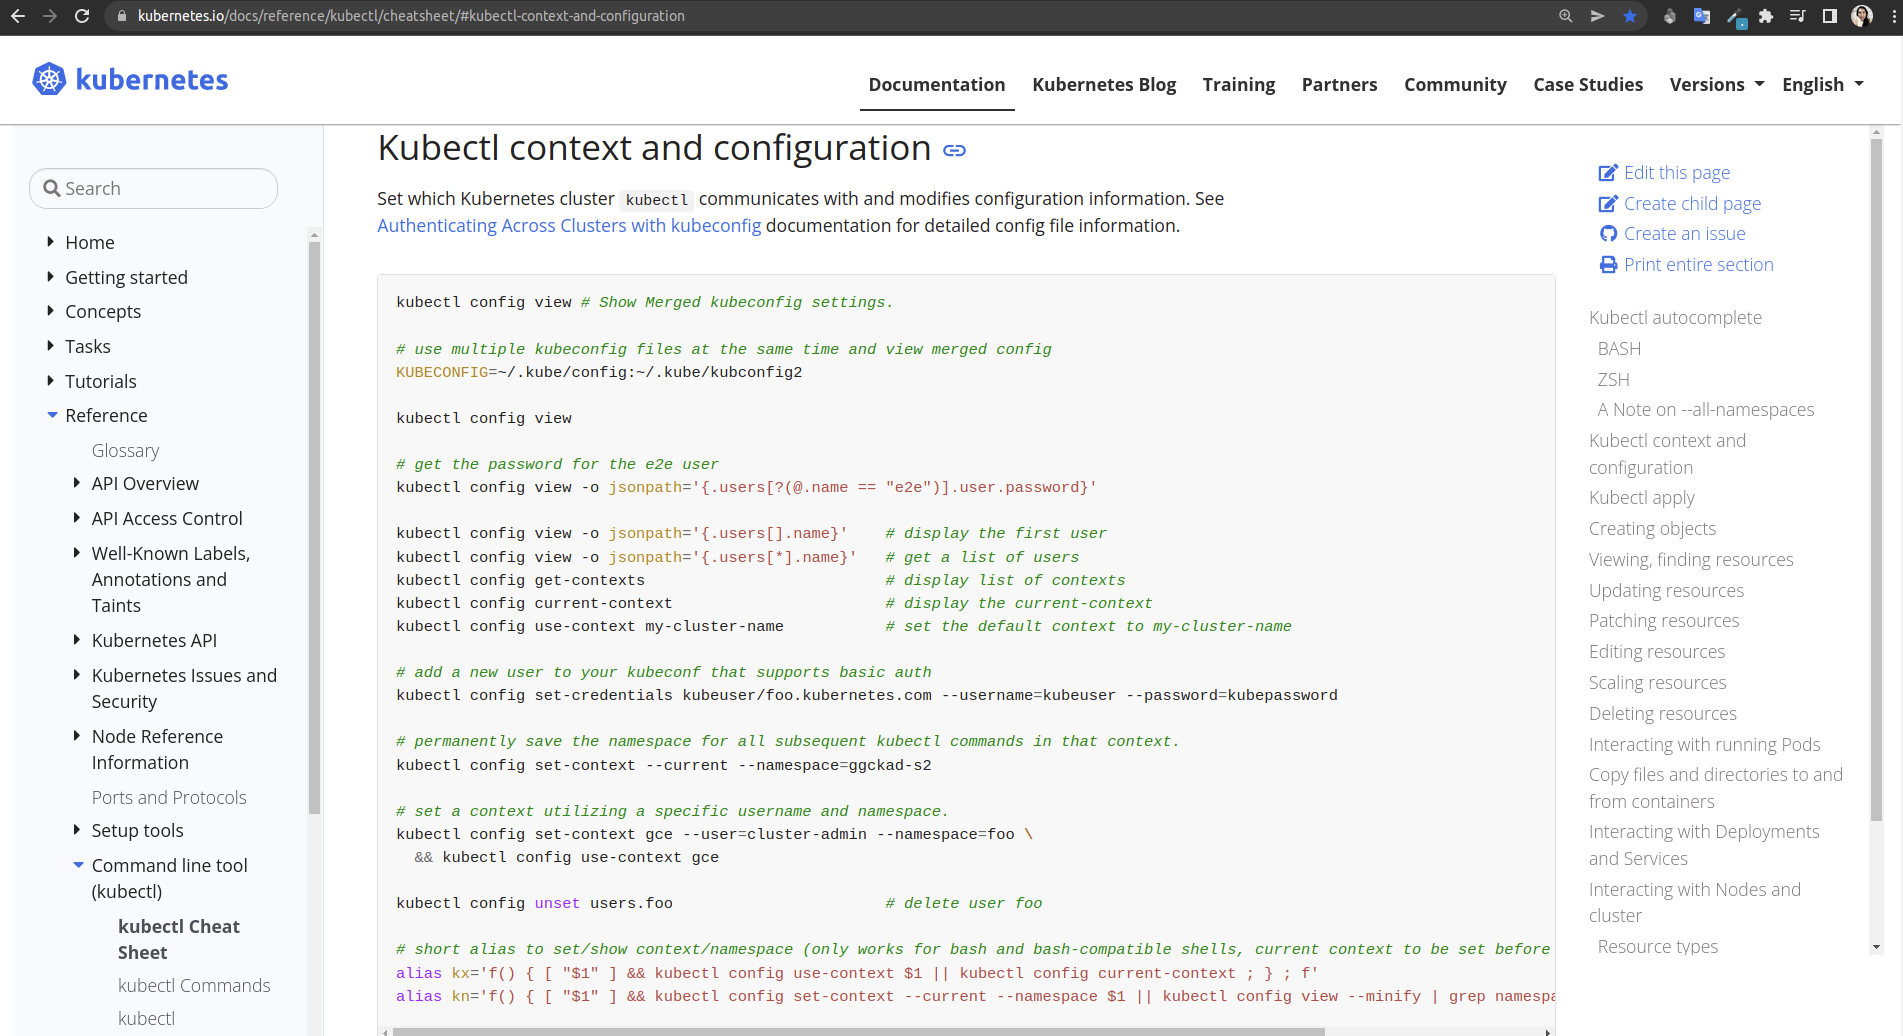 kubernetes.io/docs/reference/kubectl/cheatsheet/#kubectl-context-and-configuration
kubernetes
Documentation
Kubernetes Blog
Training
Partners
Community
Case Studies
Versions
English
Search
Home
Getting started
Concepts
Tasks
Tutorials
Reference
Glossary
API Overview
API Access Control
Well-Known Labels,
Annotations and
Taints
Kubernetes API
Kubernetes Issues and
Security
Node Reference
Information
Ports and Protocols
Setup tools
Command line tool
(kubectl)
kubectl Cheat
Sheet
kubectl Commands
kubectl
Kubectl context and configuration
Set which Kubernetes cluster kubectl communicates with and modifies configuration information. See
Authenticating Across Clusters with kubeconfig documentation for detailed config file information.
kubectl config view # Show Merged kubeconfig settings.
# use multiple kubeconfig files at the same time and view merged config
KUBECONFIG=~/.kube/config:~/.kube/kubconfig2
kubectl config view
# get the password for the e2e user
kubectl config view -o jsonpath='{.users[?(@.name == "e2e")].user.password}'
kubectl config view -o jsonpath='{.users[].name}'    # display the first user
kubectl config view -o jsonpath='{.users[*].name}'   # get a list of users
kubectl config get-contexts                          # display list of contexts
kubectl config current-context                       # display the current-context
kubectl config use-context my-cluster-name           # set the default context to my-cluster-name
# add a new user to your kubeconf that supports basic auth
kubectl config set-credentials kubeuser/foo.kubernetes.com --username=kubeuser --password=kubepassword
# permanently save the namespace for all subsequent kubectl commands in that context.
kubectl config set-context --current --namespace=ggckad-s2
# set a context utilizing a specific username and namespace.
kubectl config set-context gce --user=cluster-admin --namespace=foo \
  && kubectl config use-context gce
kubectl config unset users.foo                       # delete user foo
# short alias to set/show context/namespace (only works for bash and bash-compatible shells, current context to be set before
alias kx='f() { [ "$1" ] && kubectl config use-context $1 || kubectl config current-context ; } ; f'
alias kn='f() { [ "$1" ] && kubectl config set-context --current --namespace $1 || kubectl config view --minify | grep namespa
Edit this page
Create child page
Create an issue
Print entire section
Kubectl autocomplete
BASH
ZSH
A Note on --all-namespaces
Kubectl context and
configuration
Kubectl apply
Creating objects
Viewing, finding resources
Updating resources
Patching resources
Editing resources
Scaling resources
Deleting resources
Interacting with running Pods
Copy files and directories to and
from containers
Interacting with Deployments
and Services
Interacting with Nodes and
cluster
Resource types